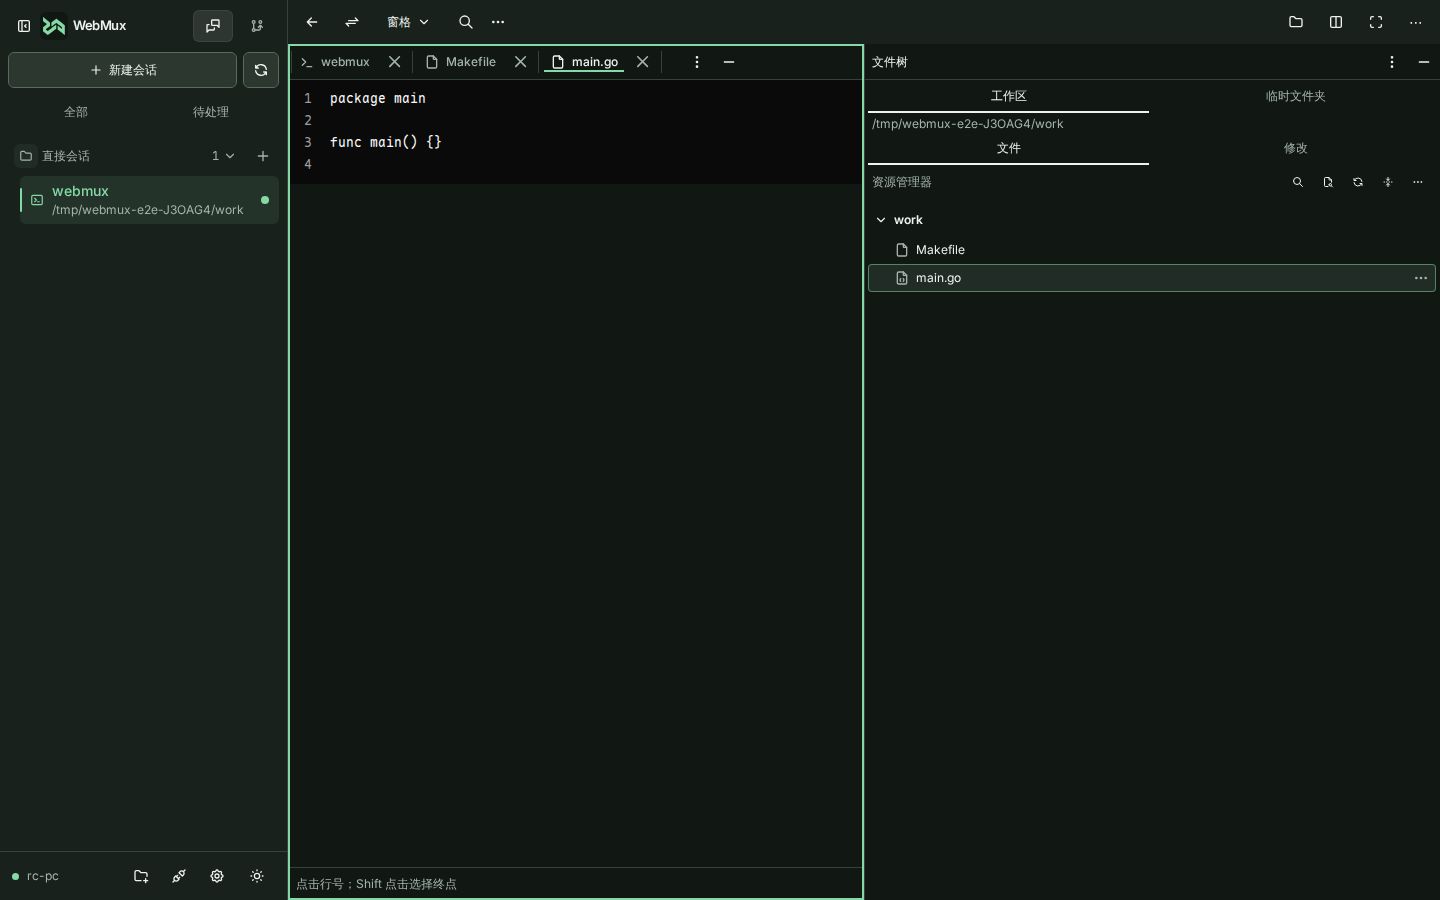 WebMux
新建会话
全部
待处理
直接会话
1
webmux
/tmp/webmux-e2e-J3OAG4/work
rc-pc
窗格
webmux
Makefile
main.go
1 package main
2
3 func main() {}
4
点击行号；Shift 点击选择终点
文件树
工作区
临时文件夹
/tmp/webmux-e2e-J3OAG4/work
文件
修改
资源管理器
work
Makefile
main.go